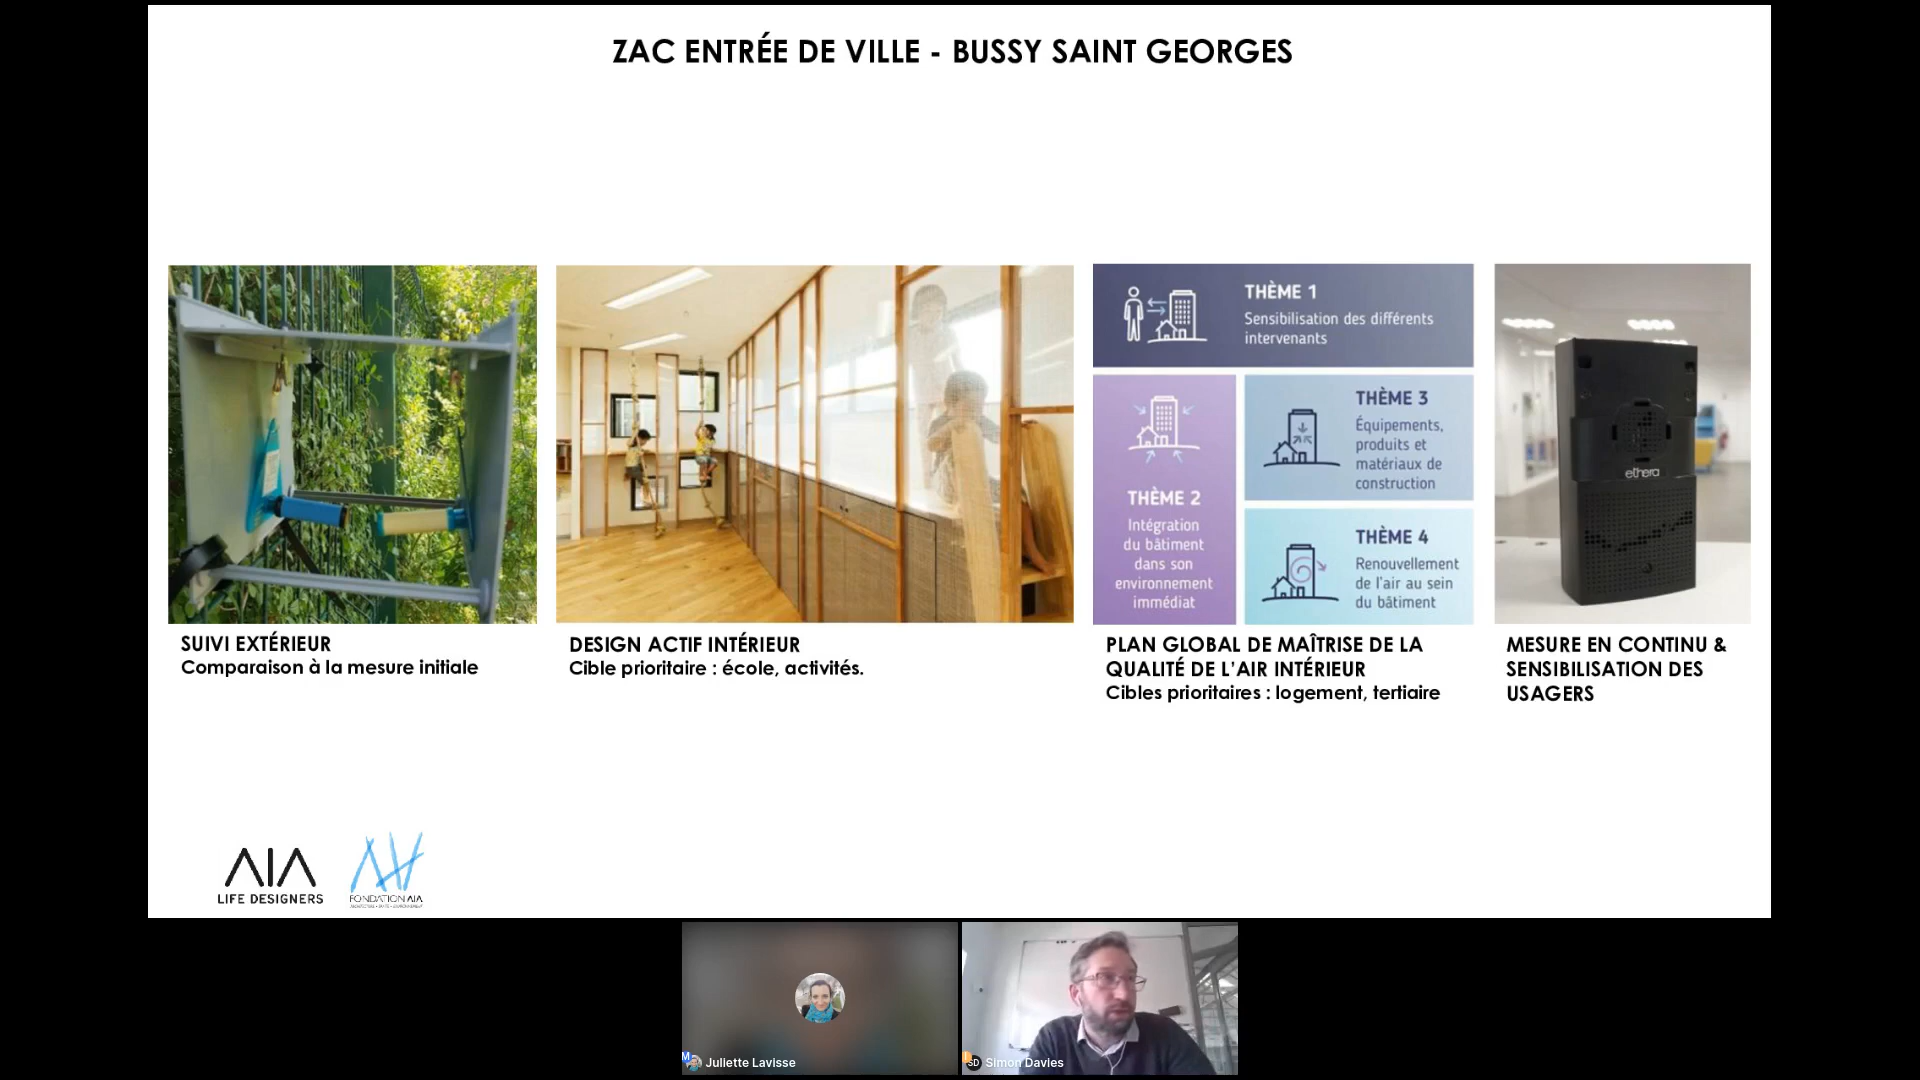 ZAC ENTRÉE DE VILLE - BUSSY SAINT GEORGES
SUIVI EXTÉRIEUR
Comparaison à la mesure initiale
DESIGN ACTIF INTÉRIEUR
Cible prioritaire : école, activités.
THÈME 1
Sensibilisation des différents
intervenants
THÈME 2
Intégration
du bâtiment
dans son
environnement
immédiat
THÈME 3
Équipements,
produits et
matériaux de
construction
THÈME 4
Renouvellement
de l'air au sein
du bâtiment
PLAN GLOBAL DE MAÎTRISE DE LA
QUALITÉ DE L'AIR INTÉRIEUR
Cibles prioritaires : logement, tertiaire
ethera
MESURE EN CONTINU &
SENSIBILISATION DES
USAGERS
AIA
LIFE DESIGNERS
FONDATION AIA
M
Juliette Lavisse
SD
Simon Davies